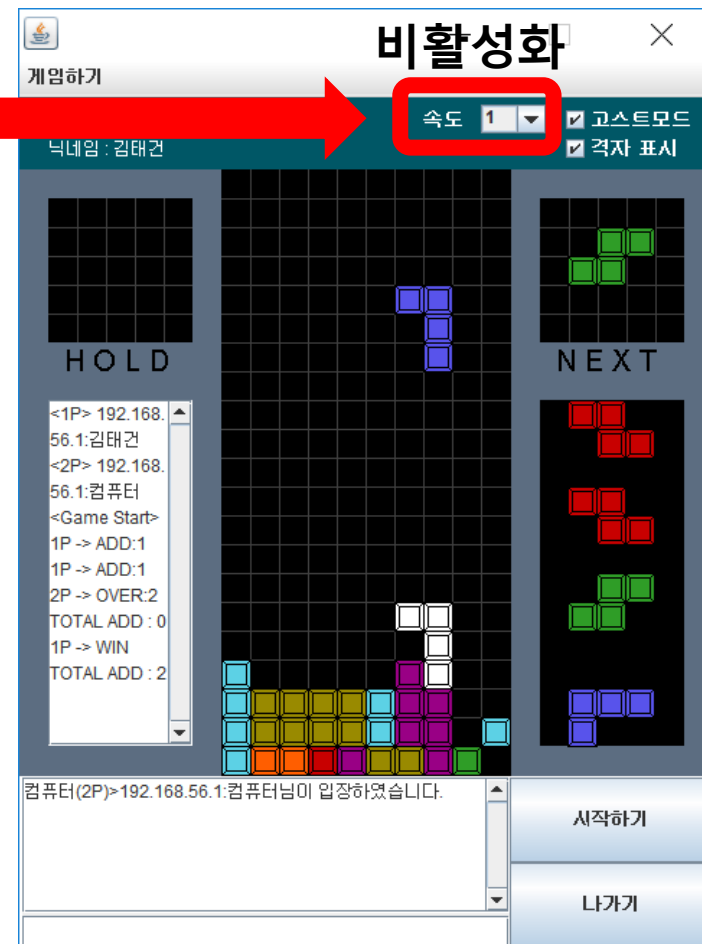 비활성화
게임하기
속도 1
고스트모드
닉네임 : 김태건
격자 표시
HOLD
NEXT
<1P> 192.168.
56.1:김태건
<2P> 192.168.
56.1:컴퓨터
<Game Start>
1P -> ADD:1
1P -> ADD:1
2P -> OVER:2
TOTAL ADD : 0
1P -> WIN
TOTAL ADD : 2
컴퓨터(2P)>192.168.56.1:컴퓨터님이 입장하였습니다.
시작하기
나가기